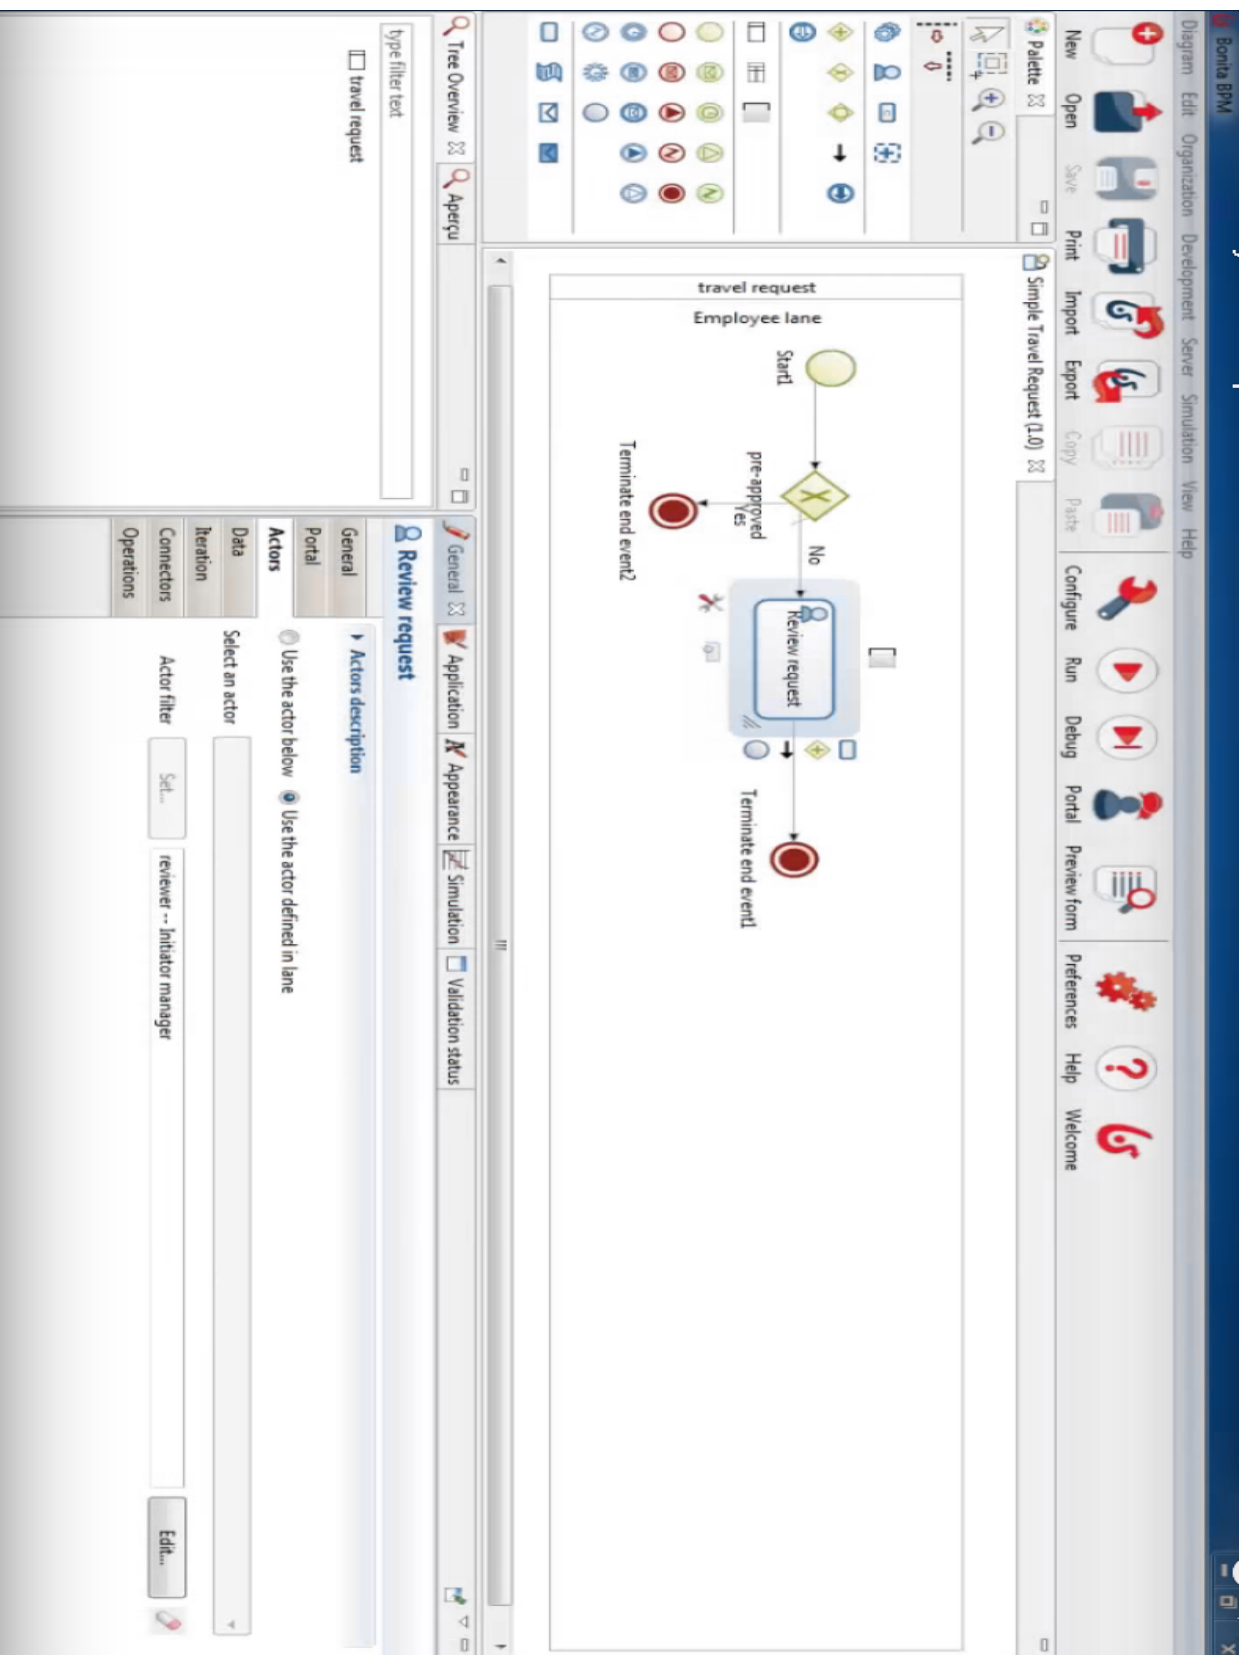 Bonita BPM
Diagram Edit Organization Development Server Simulation View Help
New Open Save Print Import Export Copy Paste Configure Run Debug Portal Preview form Preferences Help Welcome
Palette
Simple Travel Request (1.0)
travel request
Employee lane
Start1
pre-approved
Yes
No
Review request
Terminate end event1
Terminate end event2
Tree Overview Aperçu
type filter text
travel request
General Application Appearance Simulation Validation status
Review request
General
Portal
Actors
Data
Iteration
Connectors
Operations
Actors description
Use the actor below Use the actor defined in lane
Select an actor
Actor filter Set... reviewer -- Initiator manager Edit...